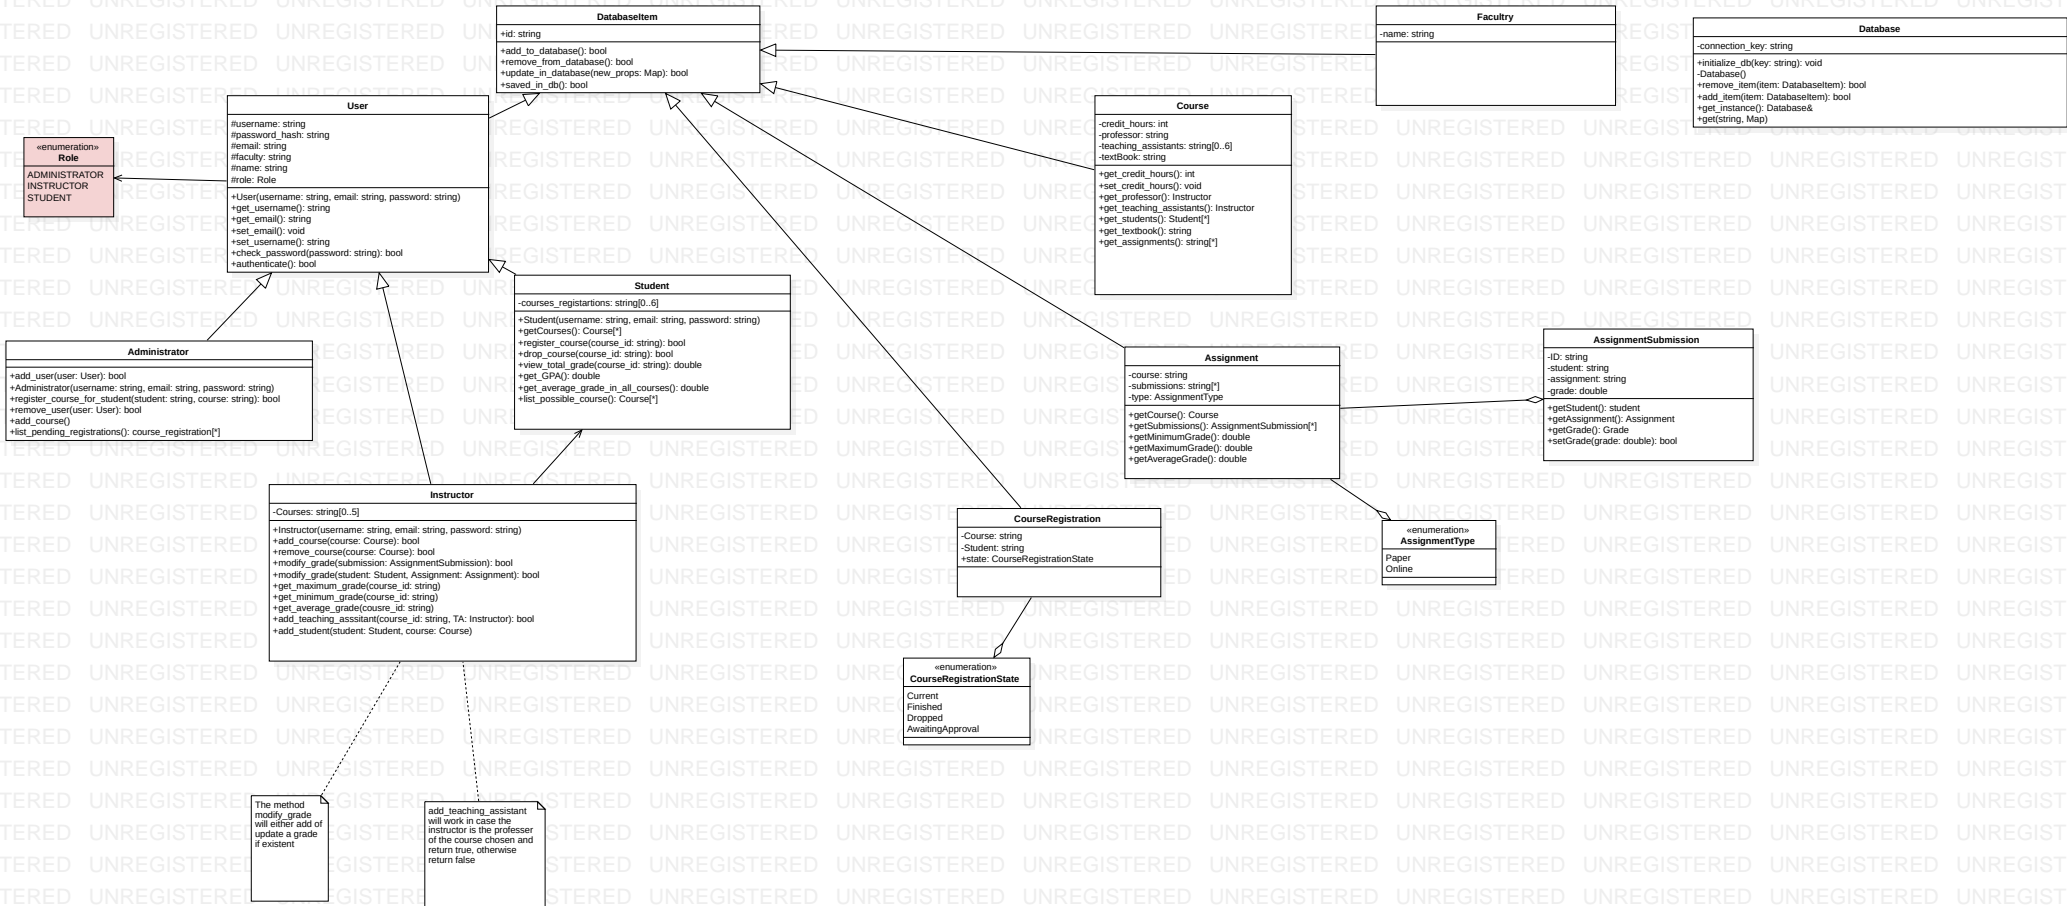 DatabaseItem
+id: string
+add_to_database(): bool
+remove_from_database(): bool
+update_in_database(new_props: Map): bool
+saved_in_db(): bool
Facultry
-name: string
Database
-connection_key: string
+initialize_db(key: string): void
-Database()
+remove_item(item: DatabaseItem): bool
+add_item(item: DatabaseItem): bool
+get_instance(): Database&
+get(string, Map)
User
#username: string
#password_hash: string
#email: string
#faculty: string
#name: string
#role: Role
+User(username: string, email: string, password: string)
+get_username(): string
+get_email(): string
+set_email(): void
+set_username(): string
+check_password(password: string): bool
+authenticate(): bool
«enumeration»
Role
ADMINISTRATOR
INSTRUCTOR
STUDENT
Course
-credit_hours: int
-professor: string
-teaching_assistants: string[0..6]
-textBook: string
+get_credit_hours(): int
+set_credit_hours(): void
+get_professor(): Instructor
+get_teaching_assistants(): Instructor
+get_students(): Student[*]
+get_textbook(): string
+get_assignments(): string[*]
Student
-courses_registartions: string[0..6]
+Student(username: string, email: string, password: string)
+getCourses(): Course[*]
+register_course(course_id: string): bool
+drop_course(course_id: string): bool
+view_total_grade(course_id: string): double
+get_GPA(): double
+get_average_grade_in_all_courses(): double
+list_possible_course(): Course[*]
Administrator
+add_user(user: User): bool
+Administrator(username: string, email: string, password: string)
+register_course_for_student(student: string, course: string): bool
+remove_user(user: User): bool
+add_course()
+list_pending_registrations(): course_registration[*]
Assignment
-course: string
-submissions: string[*]
-type: AssignmentType
+getCourse(): Course
+getSubmissions(): AssignmentSubmission[*]
+getMinimumGrade(): double
+getMaximumGrade(): double
+getAverageGrade(): double
AssignmentSubmission
-ID: string
-student: string
-assignment: string
-grade: double
+getStudent(): student
+getAssignment(): Assignment
+getGrade(): Grade
+setGrade(grade: double): bool
Instructor
-Courses: string[0..5]
+Instructor(username: string, email: string, password: string)
+add_course(course: Course): bool
+remove_course(course: Course): bool
+modify_grade(submission: AssignmentSubmission): bool
+modify_grade(student: Student, Assignment: Assignment): bool
+get_maximum_grade(course_id: string)
+get_minimum_grade(course_id: string)
+get_average_grade(cousre_id: string)
+add_teaching_asssitant(course_id: string, TA: Instructor): bool
+add_student(student: Student, course: Course)
CourseRegistration
-Course: string
-Student: string
+state: CourseRegistrationState
«enumeration»
AssignmentType
Paper
Online
«enumeration»
CourseRegistrationState
Current
Finished
Dropped
AwaitingApproval
The method
modify_grade
will either add of
update a grade
if existent
add_teaching_assistant
will work in case the
instructor is the professer
of the course chosen and
return true, otherwise
return false